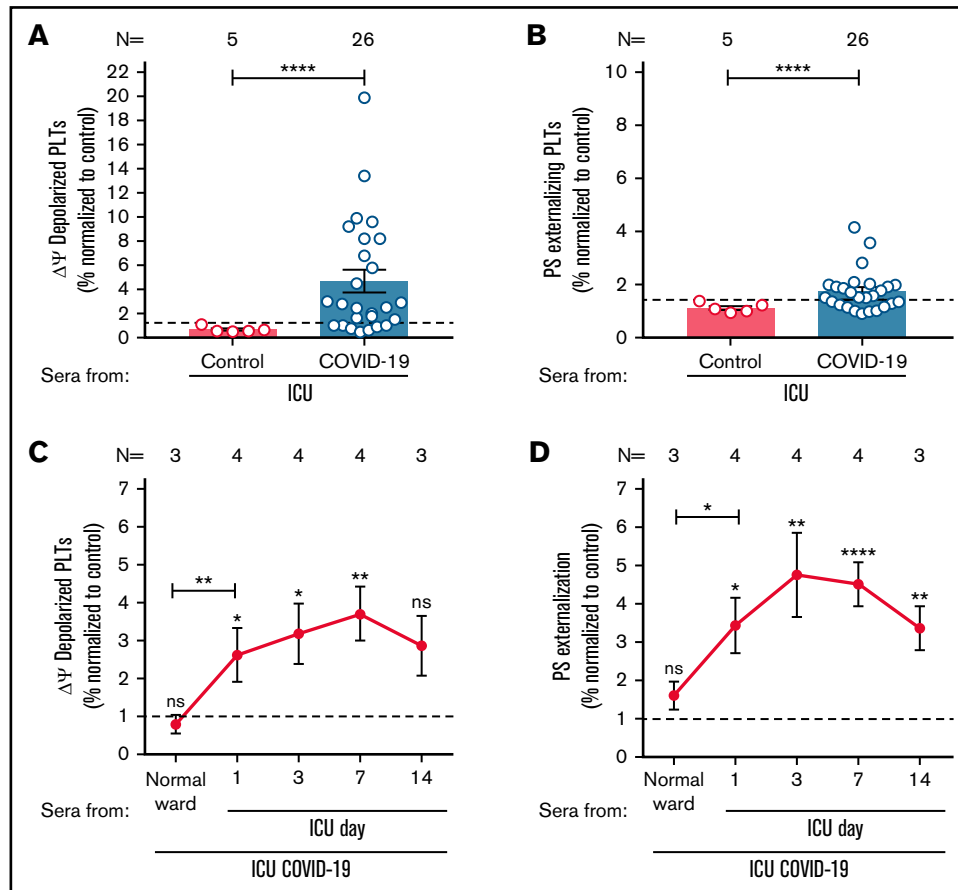 A
N= 5 26
****
22
20
18
16
14
12
10
8
6
4
2
0
ΔΨ Depolarized PLTs
(% normalized to control)
Control COVID-19
Sera from:
ICU
B
N= 5 26
****
10
8
6
4
2
0
PS externalizing PLTs
(% normalized to control)
Control COVID-19
Sera from:
ICU
C
N= 3 4 4 4 3
7
6
5
4
3
2
1
0
ΔΨ Depolarized PLTs
(% normalized to control)
ns
**
*
*
**
ns
Normal
ward
1 3 7 14
Sera from:
ICU day
ICU COVID-19
D
N= 3 4 4 4 3
7
6
5
4
3
2
1
0
PS externalization
(% normalized to control)
ns
*
*
**
****
**
Normal
ward
1 3 7 14
Sera from:
ICU day
ICU COVID-19